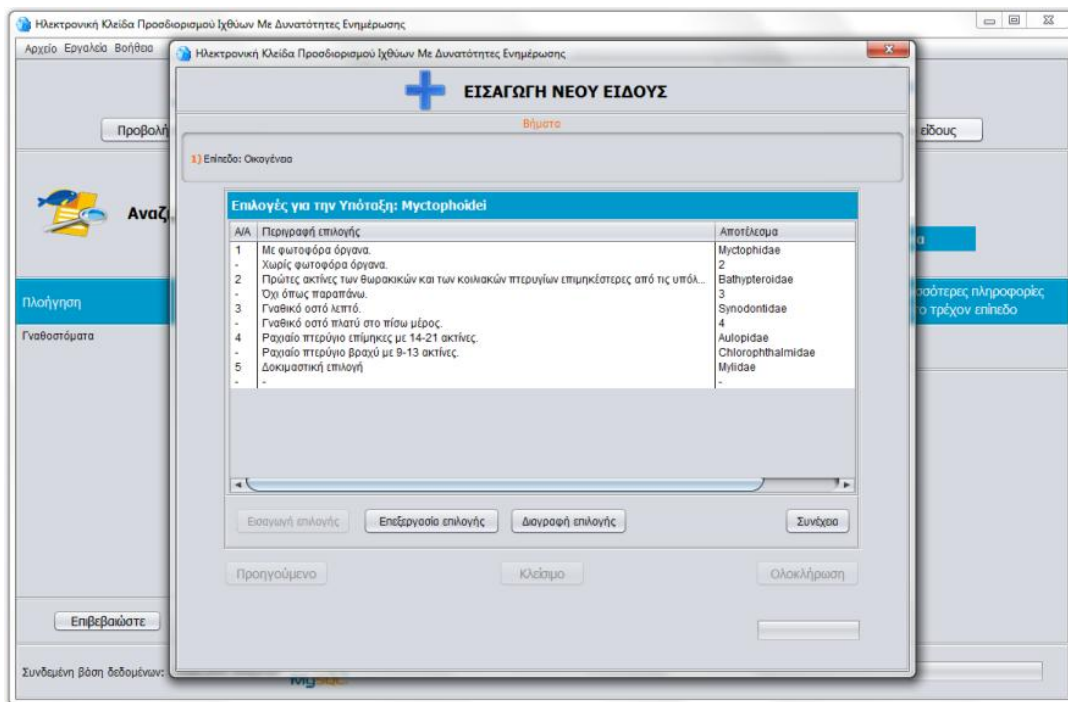 Ηλεκτρονική Κλείδα Προσδιορισμού Ιχθύων Με Δυνατότητες Ενημέρωσης
Αρχείο Εργαλεία Βοήθεια
Ηλεκτρονική Κλείδα Προσδιορισμού Ιχθύων Με Δυνατότητες Ενημέρωσης
ΕΙΣΑΓΩΓΗ ΝΕΟΥ ΕΙΔΟΥΣ
Βήματα
Προβολή
είδους
1) Επίπεδο: Οικογένεια
Αναζ
Επιλογές για την Υπόταξη: Myctophoidei
Α/Α Περιγραφή επιλογής Αποτέλεσμα
1 Με φωτοφόρα όργανα. Myctophidae
- Χωρίς φωτοφόρα όργανα. 2
2 Πρώτες ακτίνες των θωρακικών και των κοιλιακών πτερυγίων επιμηκέστερες από τις υπόλ... Bathypteroidae
- Όχι όπως παραπάνω. 3
3 Γναθικό οστό λεπτό. Synodontidae
- Γναθικό οστό πλατύ στο πίσω μέρος. 4
4 Ραχιαίο πτερύγιο επίμηκες με 14-21 ακτίνες. Aulopidae
- Ραχιαίο πτερύγιο βραχύ με 9-13 ακτίνες. Chlorophthalmidae
5 Δοκιμαστική επιλογή Mylidae
- - -
Πλοήγηση
σσότερες πληροφορίες
ο τρέχον επίπεδο
Γναθοστόματα
Εισαγωγή επιλογής Επεξεργασία επιλογής Διαγραφή επιλογής Συνέχεια
Προηγούμενο Κλείσιμο Ολοκλήρωση
Επιβεβαιώστε
Συνδεμένη βάση δεδομένων: